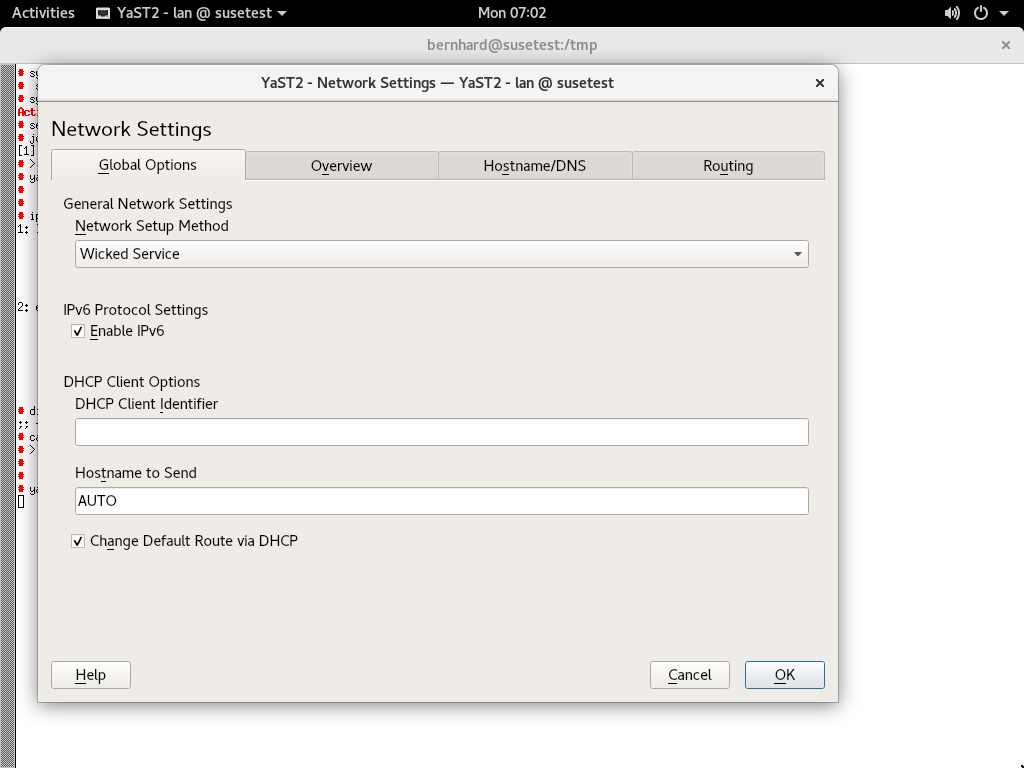 Activities YaST2 - lan @ susetest Mon 07:02
bernhard@susetest:/tmp
YaST2 - Network Settings — YaST2 - lan @ susetest
Network Settings
Global Options Overview Hostname/DNS Routing
General Network Settings
Network Setup Method
Wicked Service
IPv6 Protocol Settings
Enable IPv6
DHCP Client Options
DHCP Client Identifier
Hostname to Send
AUTO
Change Default Route via DHCP
Help Cancel OK